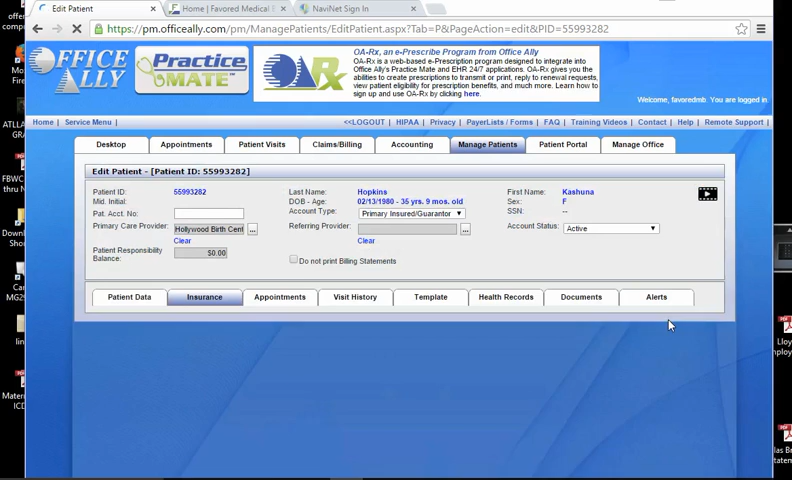 Edit Patient
Home | Favored Medical B
NaviNet Sign In
https://pm.officeally.com/pm/ManagePatients/EditPatient.aspx?Tab=P&PageAction=edit&PID=55993282
OFFICE ALLY
Practice MATE
OARx
OA-Rx, an e-Prescribe Program from Office Ally
OA-Rx is a web-based e-Prescription program designed to integrate into
Office Ally's Practice Mate and EHR 24/7 applications. OA-Rx gives you the
abilities to create prescriptions to transmit or print, reply to renewal requests,
view patient eligibility for prescription benefits, and much more. Learn how to
sign up and use OA-Rx by clicking here.
Welcome, favoredmb. You are logged in
Home | Service Menu | <<LOGOUT | HIPAA | Privacy | PayerLists / Forms | FAQ | Training Videos | Contact | Help | Remote Support |
Desktop Appointments Patient Visits Claims/Billing Accounting Manage Patients Patient Portal Manage Office
Edit Patient - [Patient ID: 55993282]
Patient ID: 55993282 Last Name: Hopkins First Name: Kashuna
Mid. Initial: DOB - Age: 02/13/1980 - 35 yrs. 9 mos. old Sex: F
Pat. Acct. No: Account Type: Primary Insured/Guarantor SSN: --
Primary Care Provider: Hollywood Birth Cent ... Referring Provider: ... Account Status: Active
Clear Clear
Patient Responsibility Balance: $0.00
Do not print Billing Statements
Patient Data Insurance Appointments Visit History Template Health Records Documents Alerts